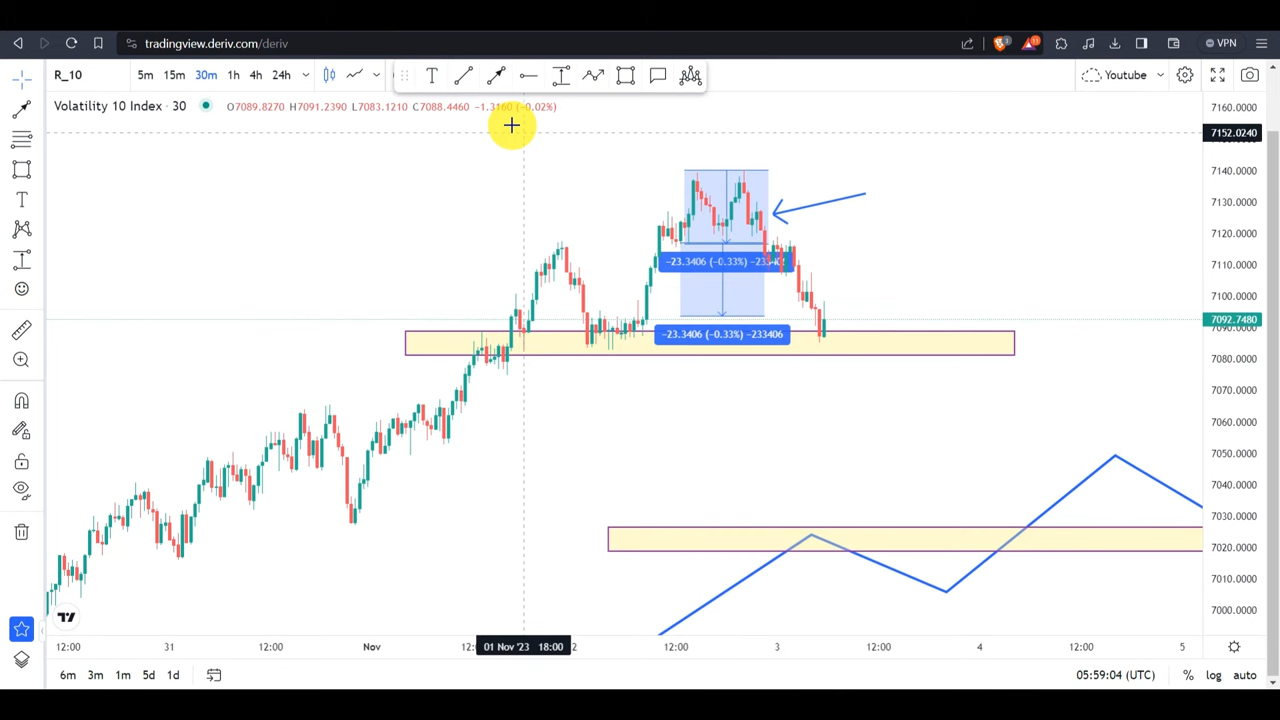 tradingview.deriv.com/deriv
VPN
R_10
5m 15m 30m 1h 4h 24h
Youtube
Volatility 10 Index · 30
O7089.8270 H7091.2390 L7083.1210 C7088.4460 −1.3160 (−0.02%)
7160.0000
7152.0240
7140.0000
7130.0000
7120.0000
7110.0000
7100.0000
7092.7480
7090.0000
7080.0000
7070.0000
7060.0000
7050.0000
7040.0000
7030.0000
7020.0000
7010.0000
7000.0000
−23.3406 (−0.33%) −233406
−23.3406 (−0.33%) −233406
12:00 31 12:00 Nov 12: 01 Nov '23 18:00 2 12:00 3 12:00 4 12:00 5
6m 3m 1m 5d 1d
05:59:04 (UTC) % log auto